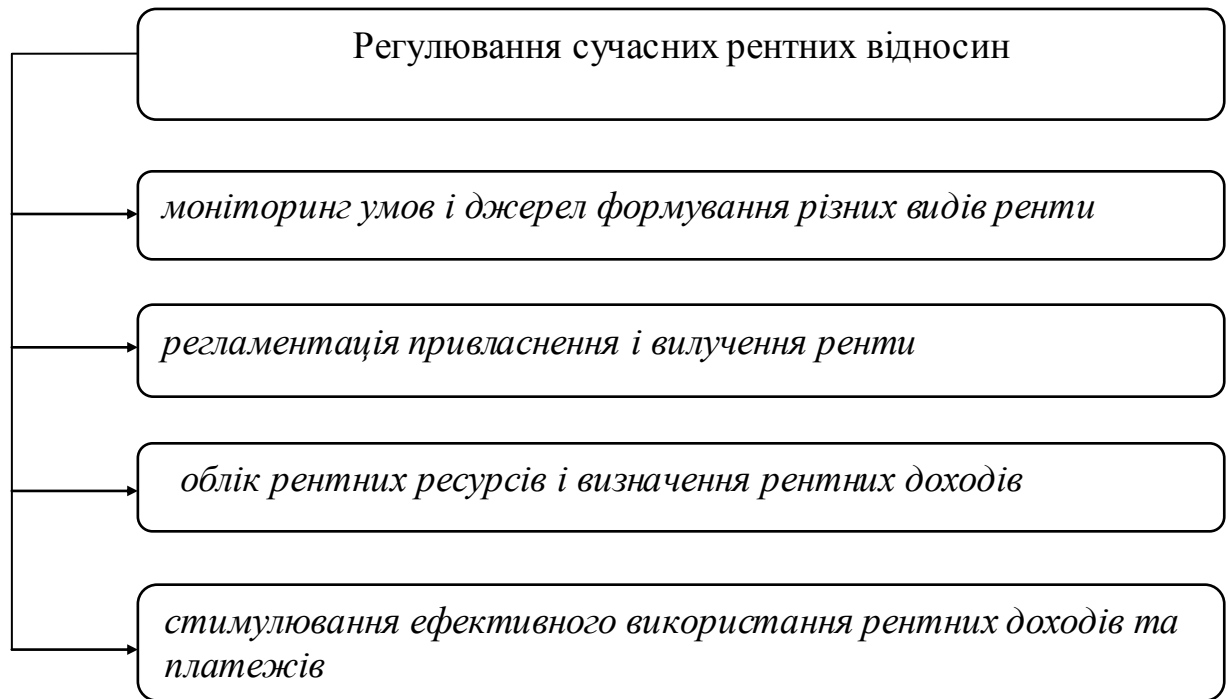 Регулювання сучасних рентних відносин
моніторинг умов і джерел формування різних видів ренти
регламентація привласнення і вилучення ренти
облік рентних ресурсів і визначення рентних доходів
стимулювання ефективного використання рентних доходів та
платежів